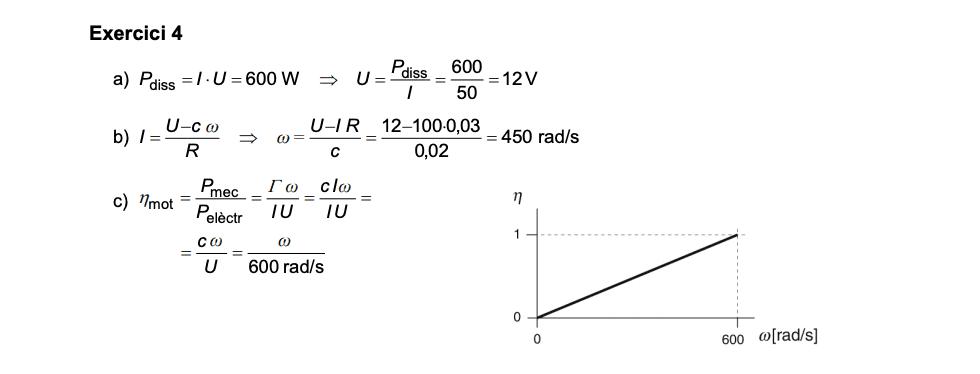 Exercici 4
a) P_diss = I · U = 600 W ⇒ U = P_diss / I = 600 / 50 = 12 V
b) I = (U–c ω) / R ⇒ ω = (U–I R) / c = (12–100·0,03) / 0,02 = 450 rad/s
c) η_mot = P_mec / P_elèctr = Γ ω / I U = c I ω / I U =
= c ω / U = ω / 600 rad/s
η
1
0
0 600 ω[rad/s]